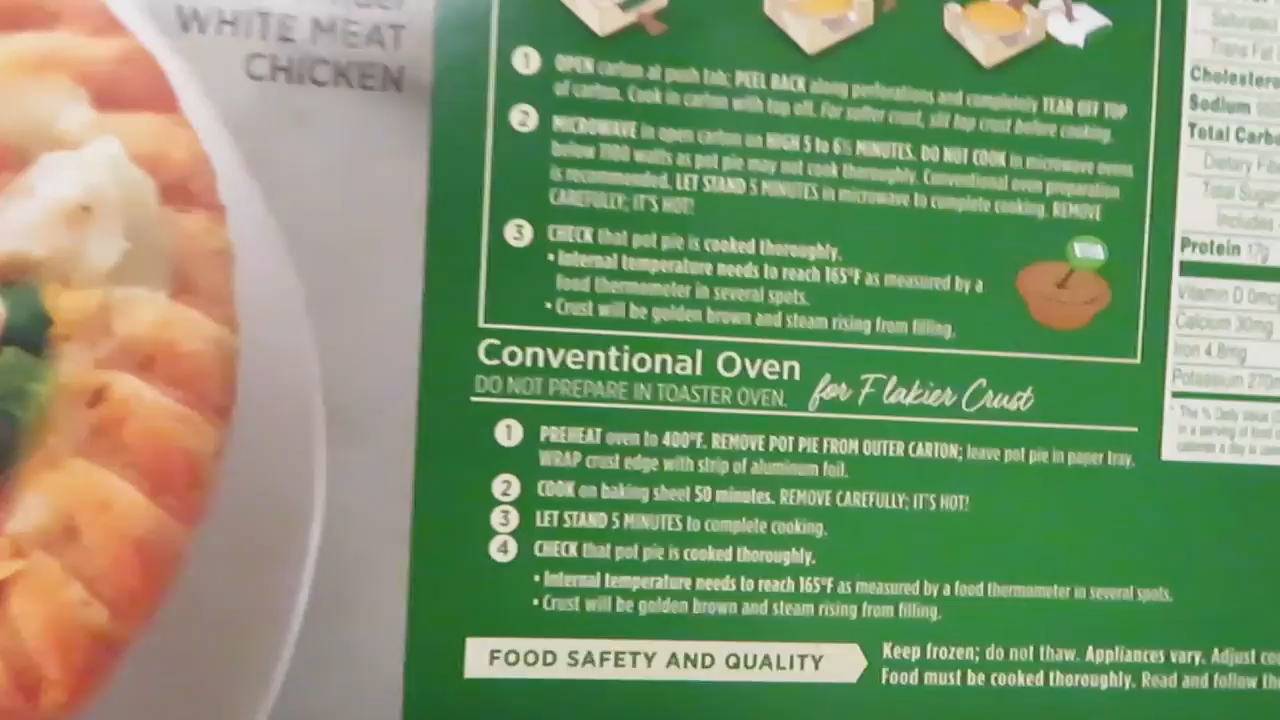 WHITE MEAT
CHICKEN
1 OPEN carton at push tab; PEEL BACK along perforations and completely TEAR OFF TOP
of carton. Cook in carton with top off. For softer crust, slit top crust before cooking.
2 MICROWAVE in open carton on HIGH 5 to 6½ MINUTES. DO NOT COOK in microwave ovens
below 1100 watts as pot pie may not cook thoroughly. Conventional oven preparation
is recommended. LET STAND 5 MINUTES in microwave to complete cooking. REMOVE
CAREFULLY; IT'S HOT!
3 CHECK that pot pie is cooked thoroughly.
• Internal temperature needs to reach 165°F as measured by a
food thermometer in several spots.
• Crust will be golden brown and steam rising from filling.
Conventional Oven for Flakier Crust
DO NOT PREPARE IN TOASTER OVEN.
1 PREHEAT oven to 400°F. REMOVE POT PIE FROM OUTER CARTON; leave pot pie in paper tray.
WRAP crust edge with strip of aluminum foil.
2 COOK on baking sheet 50 minutes. REMOVE CAREFULLY; IT'S HOT!
3 LET STAND 5 MINUTES to complete cooking.
4 CHECK that pot pie is cooked thoroughly.
• Internal temperature needs to reach 165°F as measured by a food thermometer in several spots.
• Crust will be golden brown and steam rising from filling.
FOOD SAFETY AND QUALITY
Keep frozen; do not thaw. Appliances vary. Adjust
Food must be cooked thoroughly. Read and follow
Trans Fat
Sodium
Total
Dietary
Total
Protein 17g
Vitamin D 0mcg
Calcium 30mg
Iron 4.8mg
Potassium